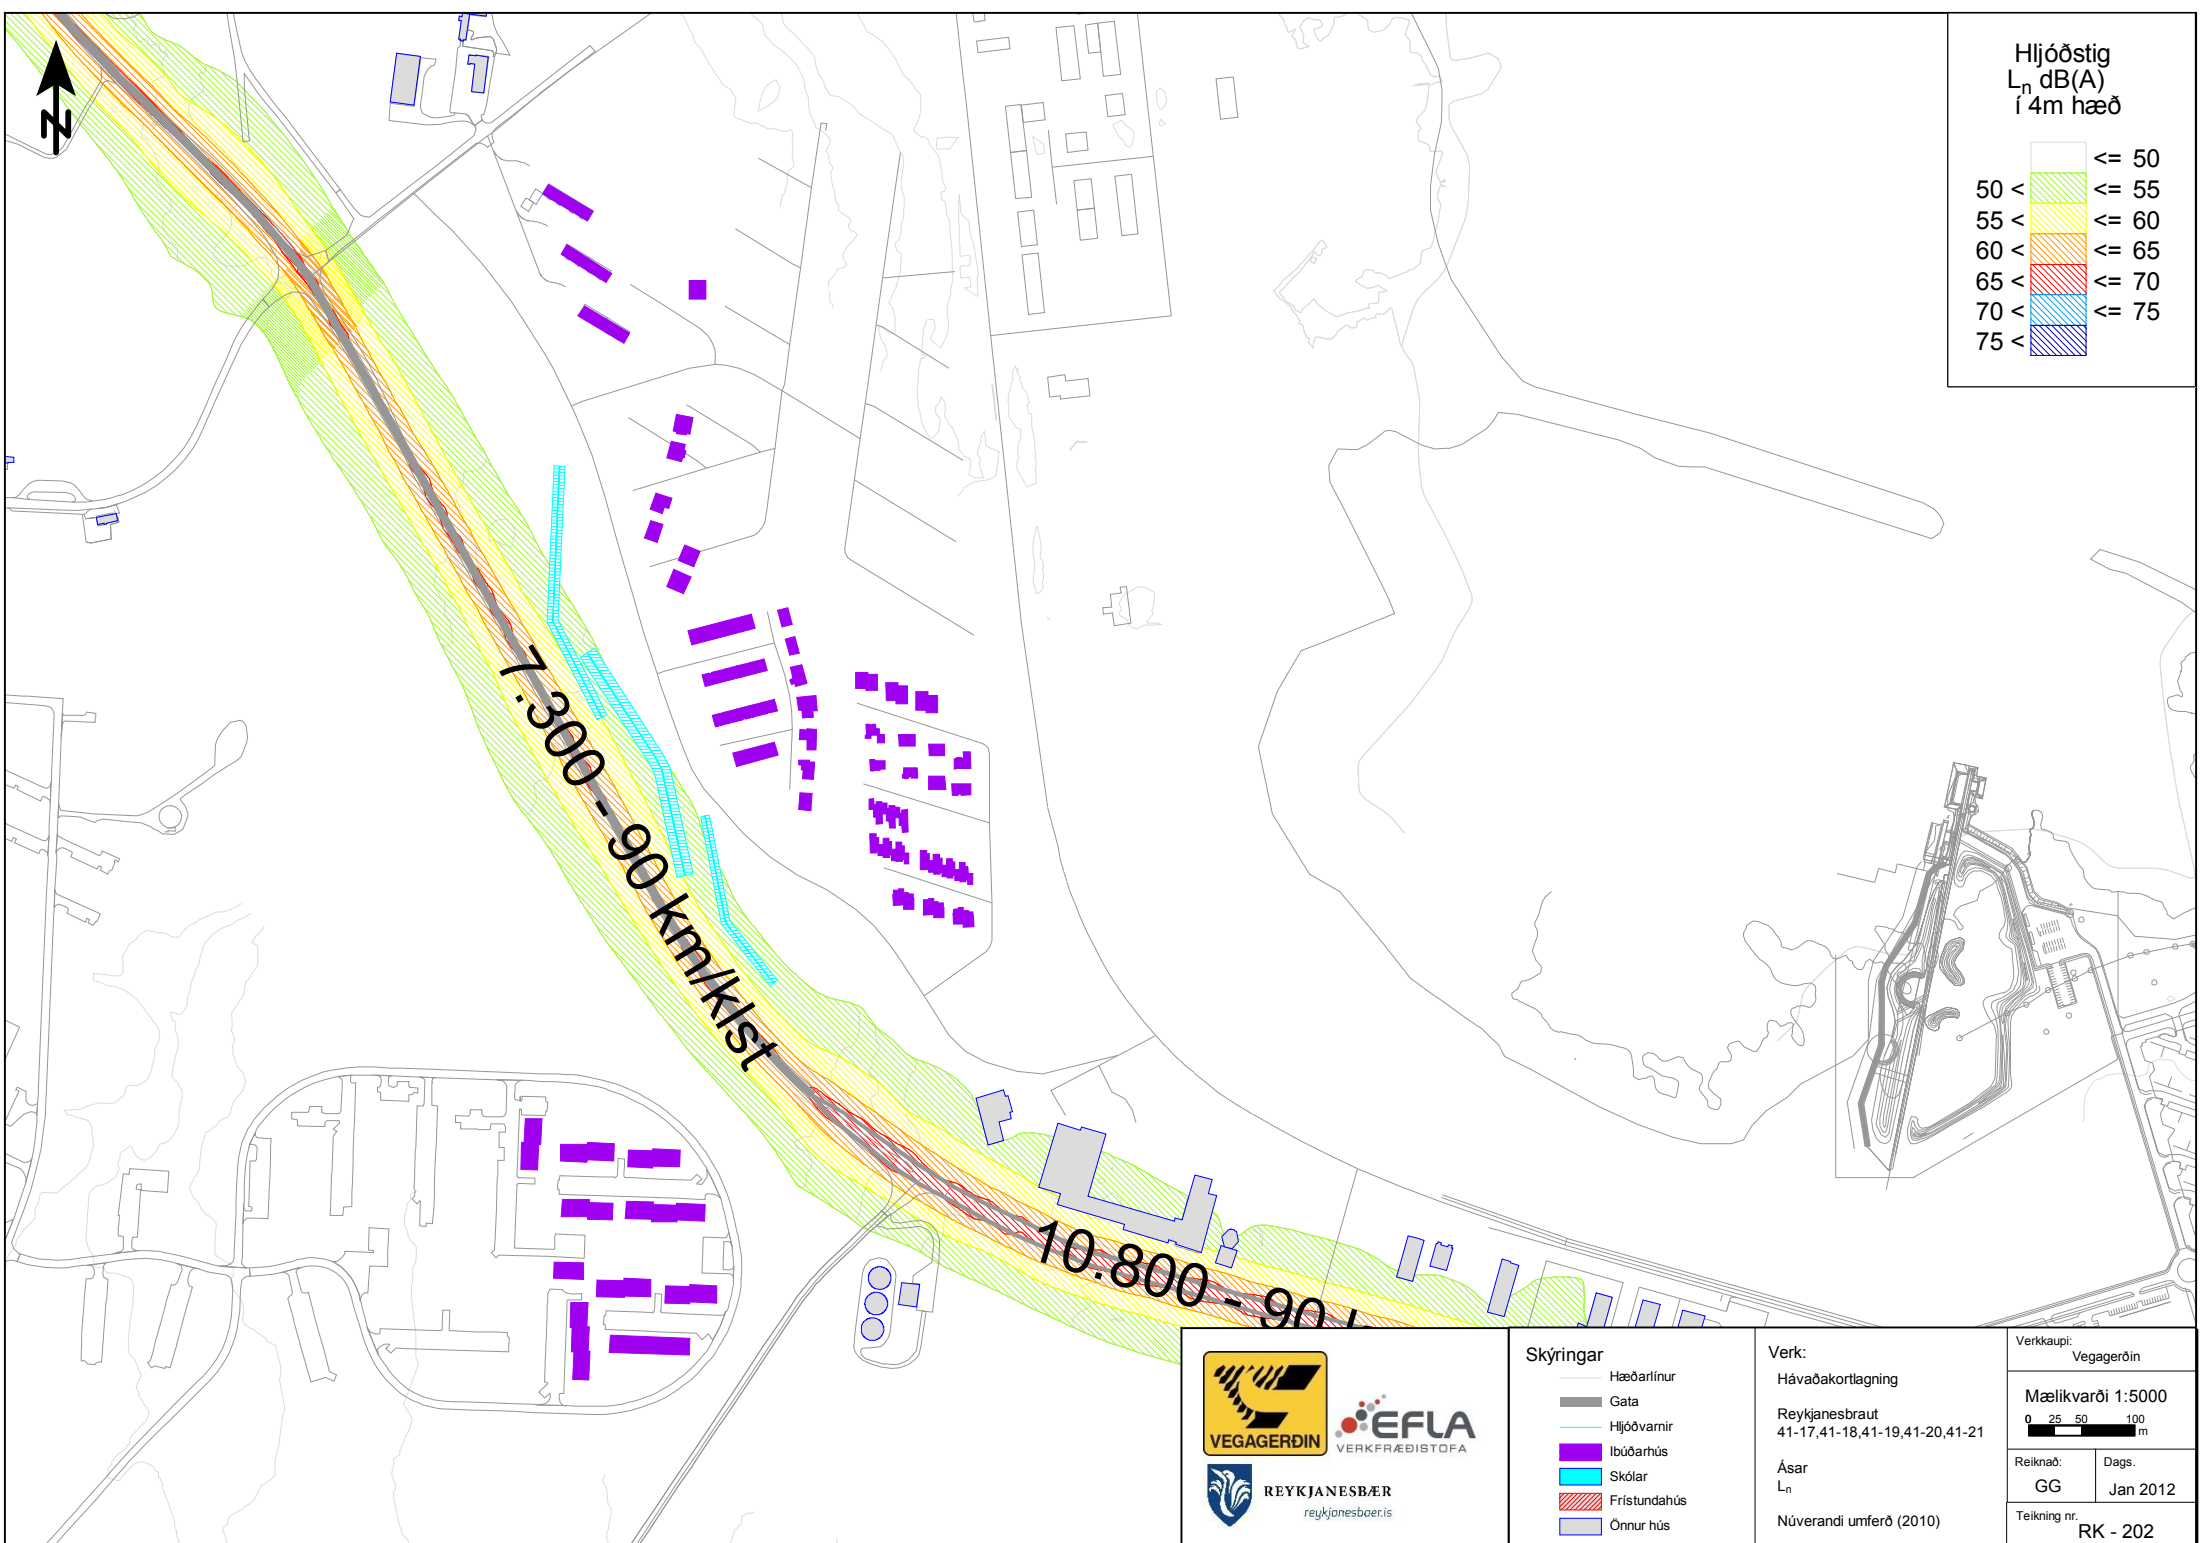 N
Hljóðstig
Ln dB(A)
í 4m hæð
<= 50
50 < <= 55
55 < <= 60
60 < <= 65
65 < <= 70
70 < <= 75
75 <
7.300 - 90 km/klst
10.800 - 90
VEGAGERÐIN
EFLA
VERKFRÆÐISTOFA
REYKJANESBÆR
reykjanesbaer.is
Skýringar
Hæðarlínur
Gata
Hljóðvarnir
Ibúðarhús
Skólar
Frístundahús
Önnur hús
Verk:
Hávaðakortlagning
Reykjanesbraut
41-17,41-18,41-19,41-20,41-21
Ásar
Ln
Núverandi umferð (2010)
Verkkaupi:
Vegagerðin
Mælikvarði 1:5000
0 25 50 100
m
Reiknað:
GG
Dags.
Jan 2012
Teikning nr.
RK - 202